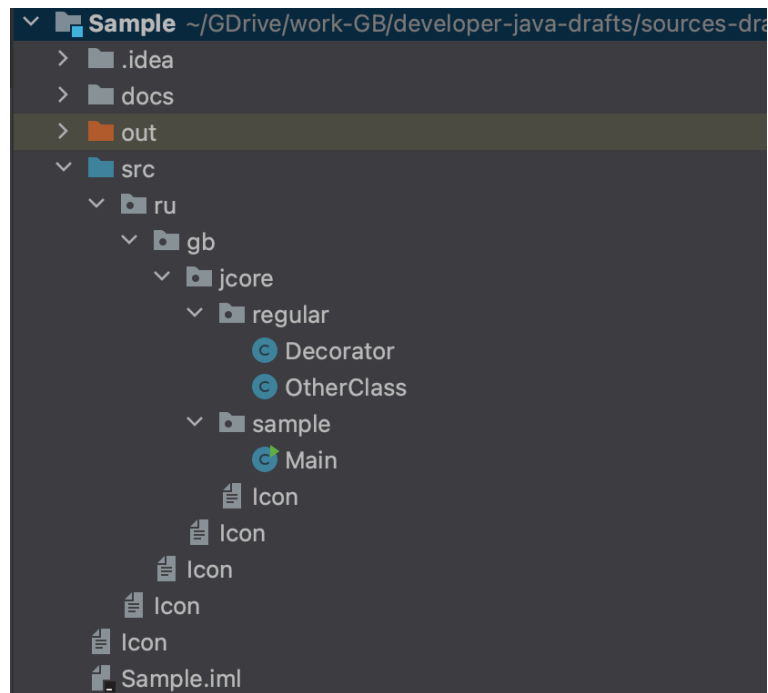 Sample ~/GDrive/work-GB/developer-java-drafts/sources-dra
.idea
docs
out
src
ru
gb
jcore
regular
Decorator
OtherClass
sample
Main
Icon
Icon
Icon
Icon
Icon
Sample.iml